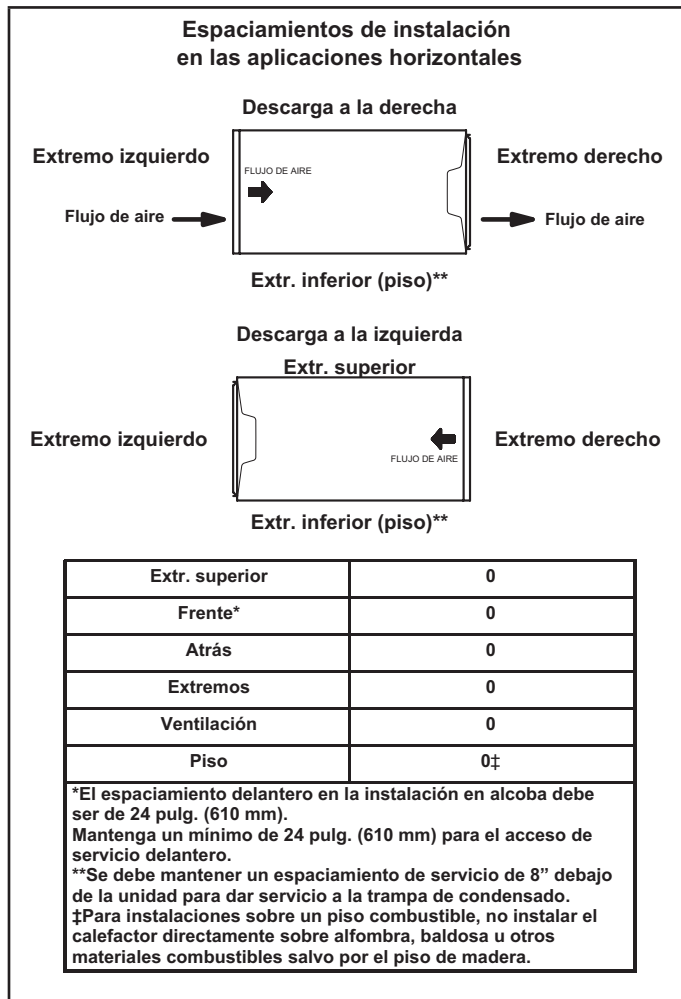 Espaciamientos de instalación
en las aplicaciones horizontales
Descarga a la derecha
Extremo izquierdo
Extremo derecho
FLUJO DE AIRE
Flujo de aire
Flujo de aire
Extr. inferior (piso)**
Descarga a la izquierda
Extr. superior
Extremo izquierdo
Extremo derecho
FLUJO DE AIRE
Extr. inferior (piso)**
Extr. superior 0
Frente* 0
Atrás 0
Extremos 0
Ventilación 0
Piso 0‡
*El espaciamiento delantero en la instalación en alcoba debe
ser de 24 pulg. (610 mm).
Mantenga un mínimo de 24 pulg. (610 mm) para el acceso de
servicio delantero.
**Se debe mantener un espaciamiento de servicio de 8” debajo
de la unidad para dar servicio a la trampa de condensado.
‡Para instalaciones sobre un piso combustible, no instalar el
calefactor directamente sobre alfombra, baldosa u otros
materiales combustibles salvo por el piso de madera.